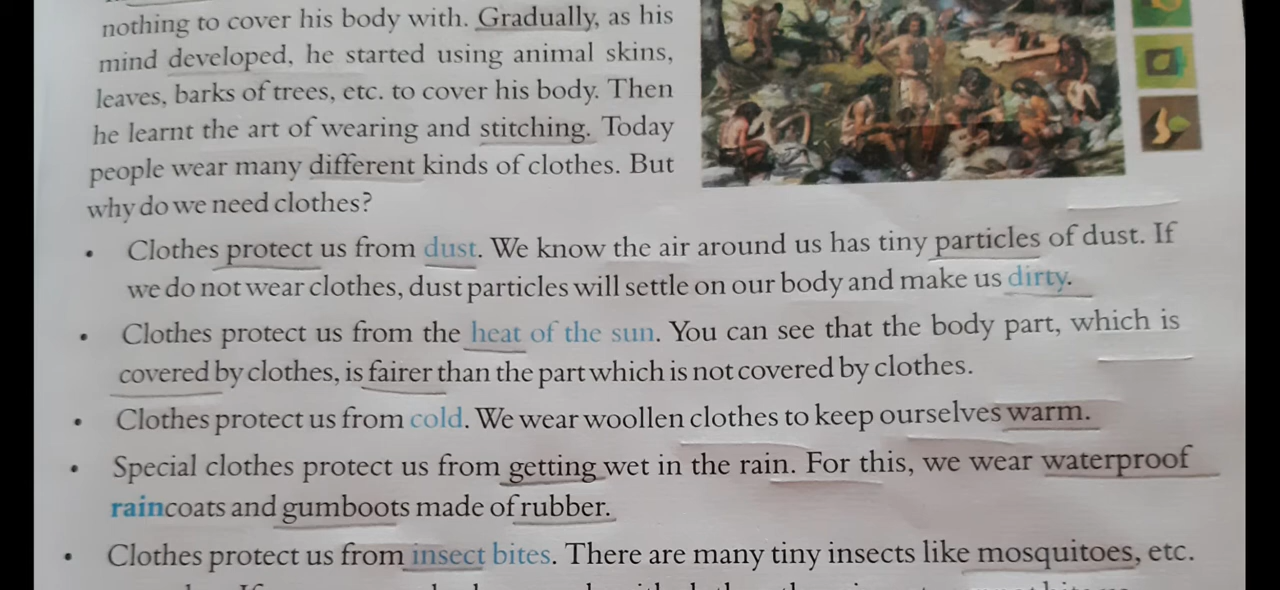 nothing to cover his body with. Gradually, as his
mind developed, he started using animal skins,
leaves, barks of trees, etc. to cover his body. Then
he learnt the art of wearing and stitching. Today
people wear many different kinds of clothes. But
why do we need clothes?
• Clothes protect us from dust. We know the air around us has tiny particles of dust. If
we do not wear clothes, dust particles will settle on our body and make us dirty.
• Clothes protect us from the heat of the sun. You can see that the body part, which is
covered by clothes, is fairer than the part which is not covered by clothes.
• Clothes protect us from cold. We wear woollen clothes to keep ourselves warm.
• Special clothes protect us from getting wet in the rain. For this, we wear waterproof
raincoats and gumboots made of rubber.
• Clothes protect us from insect bites. There are many tiny insects like mosquitoes, etc.